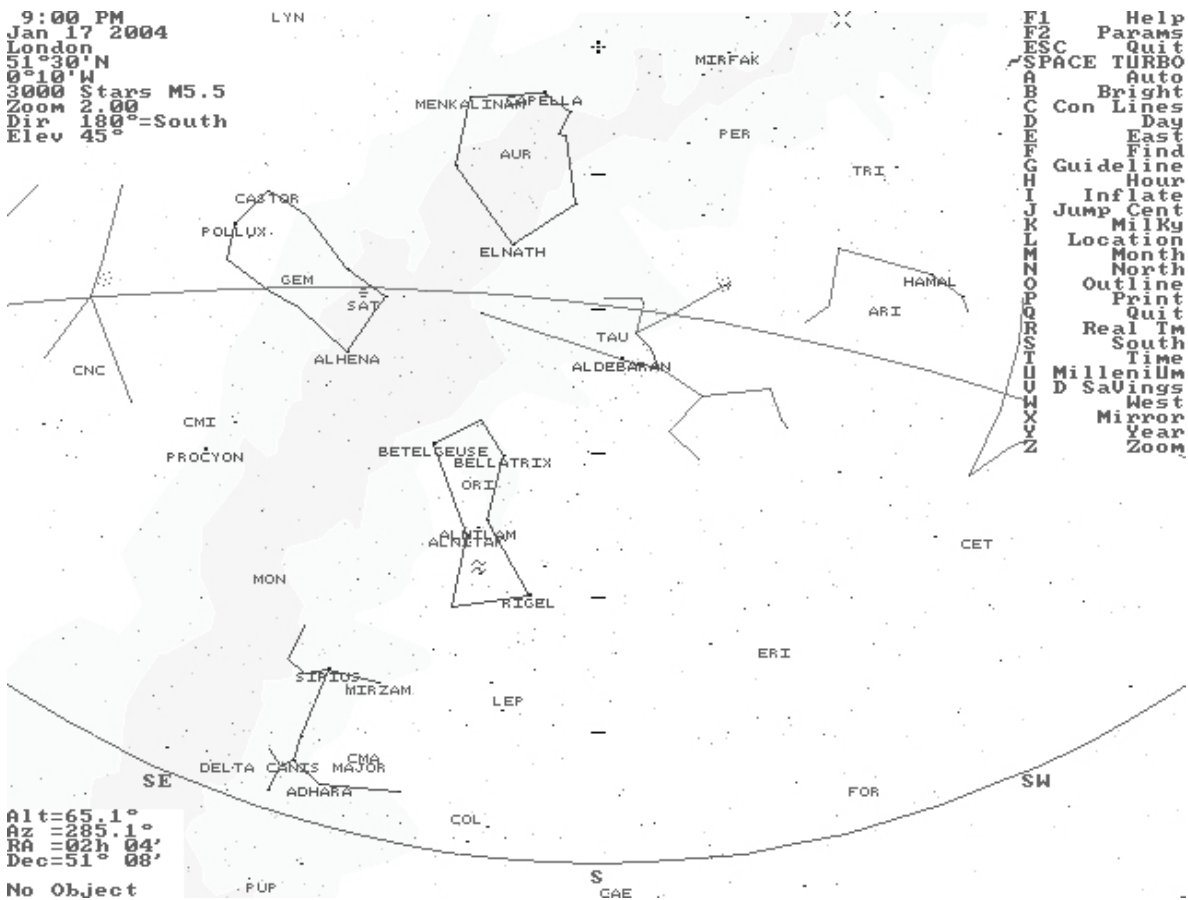 9:00 PM
Jan 17 2004
London
51°30'N
0°10'W
3000 Stars M5.5
Zoom 2.00
Dir 180°=South
Elev 45°
F1 Help
F2 Params
ESC Quit
SPACE TURBO
A Auto
B Bright
C Con Lines
D Day
E East
F Find
G Guideline
H Hour
I Inflate
J Jump Cent
K MilKy
L Location
M Month
N North
O Outline
P Print
Q Quit
R Real Tm
S South
T Time
U MilleniUm
V D SaVings
W West
X Mirror
Y Year
Z Zoom
LYN
MIRFAK
MENKALINAM CAPELLA
PER
AUR
TRI
CASTOR
POLLUX
ELNATH
GEM
HAMAL
SAT
ARI
TAU
ALHENA
ALDEBARAN
CNC
CMI
PROCYON
BETELGEUSE
BELLATRIX
ORI
ALNILAM
ALNITAK
CET
MON
RIGEL
ERI
SIRIUS
MIRZAM
LEP
CMA
DELTA CANIS MAJOR
SE
SW
ADHARA
FOR
COL
S
PUP
CAE
Alt=65.1°
Az =285.1°
RA =02h 04'
Dec=51° 08'
No Object